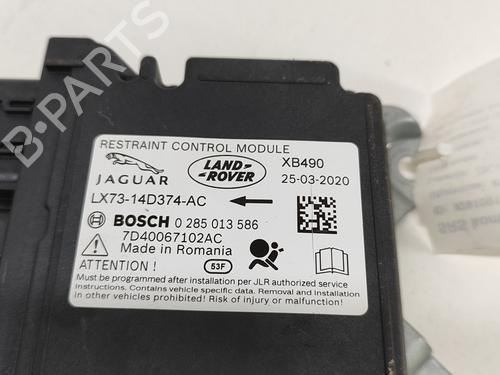 RESTRAINT CONTROL MODULE
JAGUAR
LAND-
ROVER
XB490
25-03-2020
LX73-14D374-AC
BOSCH 0 285 013 586
7D40067102AC
Made in Romania
ATTENTION !
53F
Must be programmed after installation per JLR authorized service
instructions. Contains vehicle specific data. Removal and installation
in other vehicles prohibited! Risk of injury or malfunction!
B-PARTS